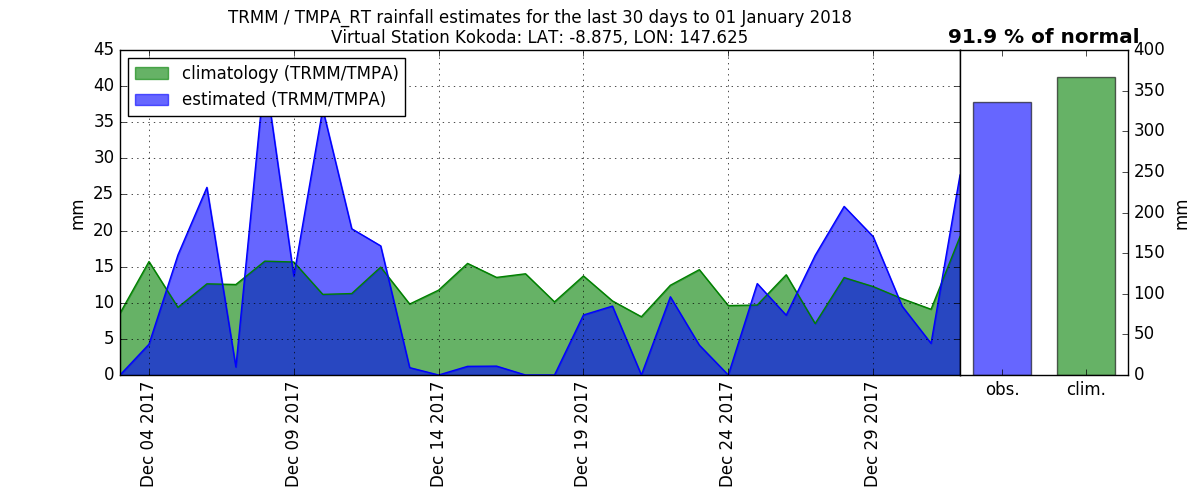 TRMM / TMPA_RT rainfall estimates for the last 30 days to 01 January 2018
Virtual Station Kokoda: LAT: -8.875, LON: 147.625
91.9 % of normal
climatology (TRMM/TMPA)
estimated (TRMM/TMPA)
45
40
35
30
25
20
15
10
5
0
mm
Dec 04 2017
Dec 09 2017
Dec 14 2017
Dec 19 2017
Dec 24 2017
Dec 29 2017
obs.
clim.
400
350
300
250
200
150
100
50
0
mm